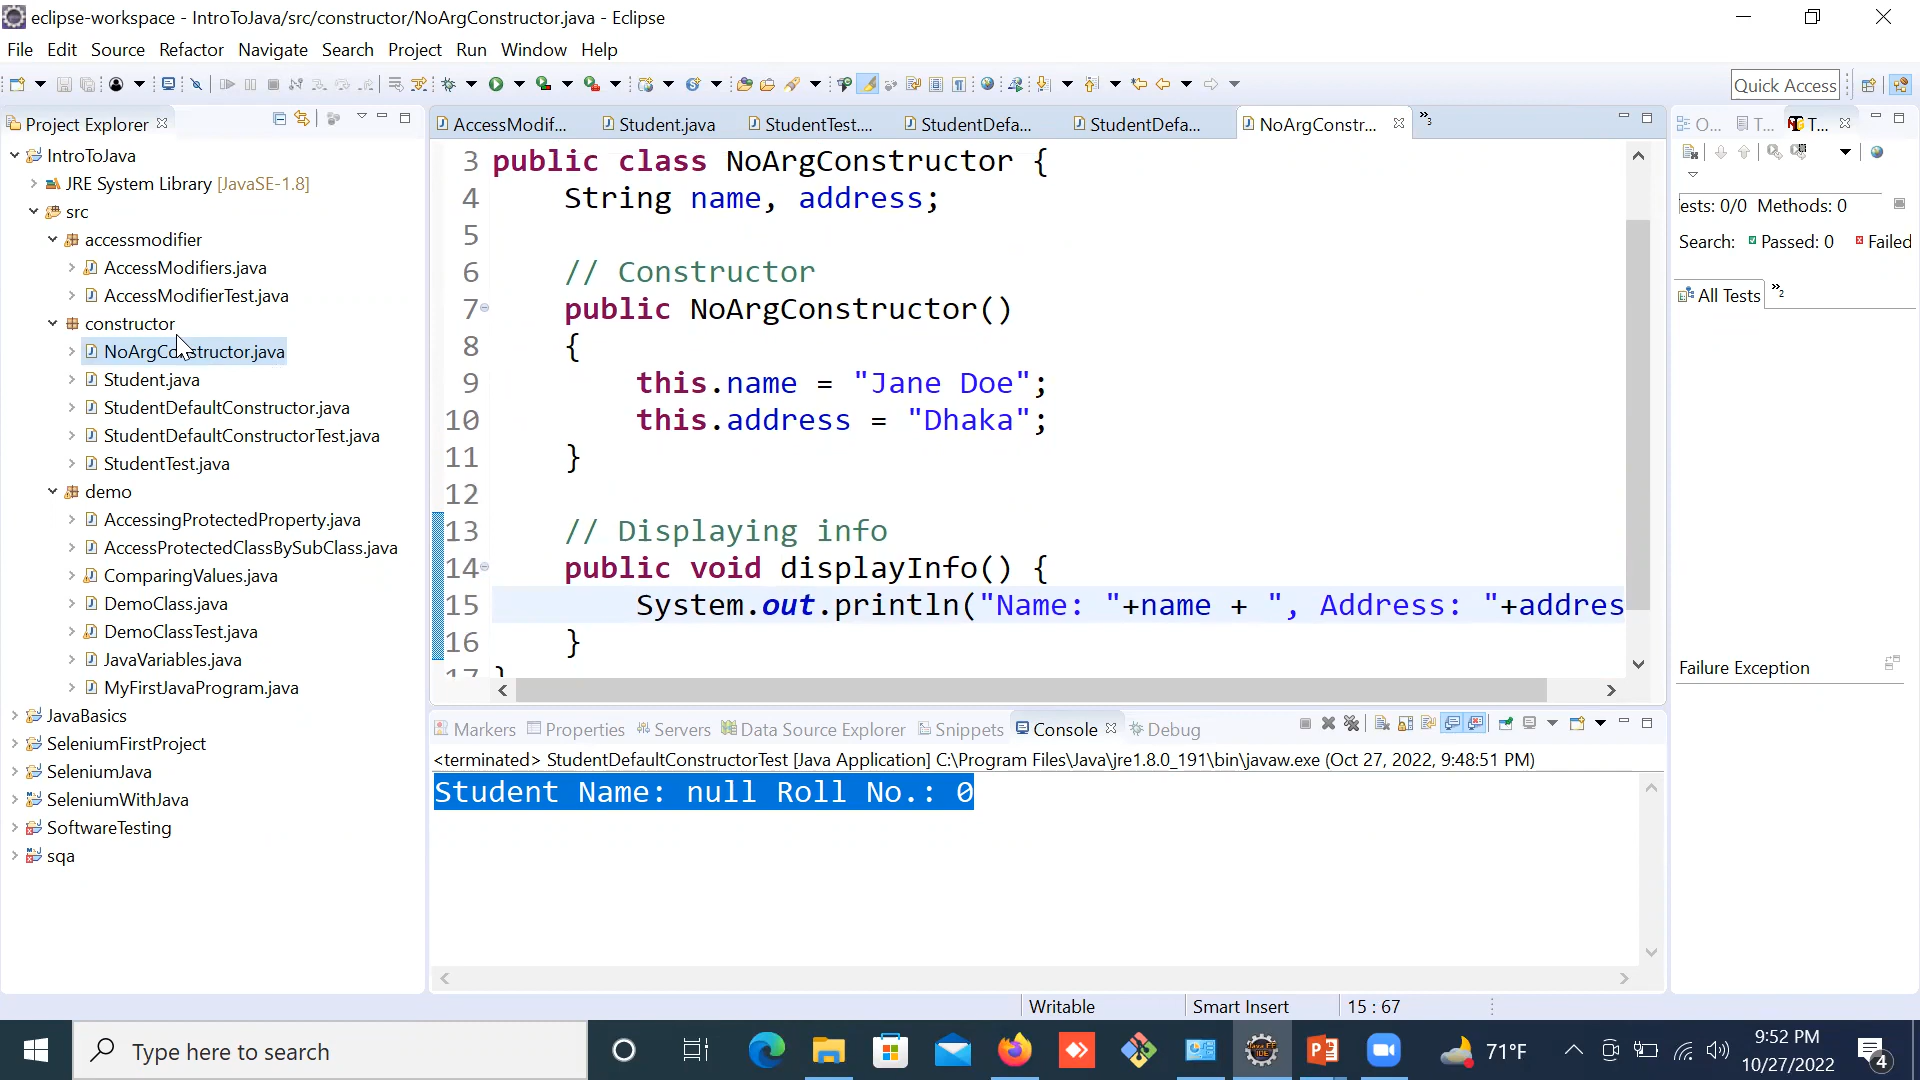 eclipse-workspace - IntroToJava/src/constructor/NoArgConstructor.java - Eclipse
File Edit Source Refactor Navigate Search Project Run Window Help
Quick Access
Project Explorer
IntroToJava
JRE System Library [JavaSE-1.8]
src
accessmodifier
AccessModifiers.java
AccessModifierTest.java
constructor
NoArgConstructor.java
Student.java
StudentDefaultConstructor.java
StudentDefaultConstructorTest.java
StudentTest.java
demo
AccessingProtectedProperty.java
AccessProtectedClassBySubClass.java
ComparingValues.java
DemoClass.java
DemoClassTest.java
JavaVariables.java
MyFirstJavaProgram.java
JavaBasics
SeleniumFirstProject
SeleniumJava
SeleniumWithJava
SoftwareTesting
sqa
AccessModif... Student.java StudentTest.... StudentDefa... StudentDefa... NoArgConstr... »3
3 public class NoArgConstructor {
4 String name, address;
5
6 // Constructor
7 public NoArgConstructor()
8 {
9 this.name = "Jane Doe";
10 this.address = "Dhaka";
11 }
12
13 // Displaying info
14 public void displayInfo() {
15 System.out.println("Name: "+name + ", Address: "+addres
16 }
17 }
Markers Properties Servers Data Source Explorer Snippets Console Debug
<terminated> StudentDefaultConstructorTest [Java Application] C:\Program Files\Java\jre1.8.0_191\bin\javaw.exe (Oct 27, 2022, 9:48:51 PM)
Student Name: null Roll No.: 0
O... T... T...
ests: 0/0 Methods: 0
Search: Passed: 0 Failed
All Tests »2
Failure Exception
Writable Smart Insert 15 : 67
Type here to search
71°F
9:52 PM
10/27/2022
4